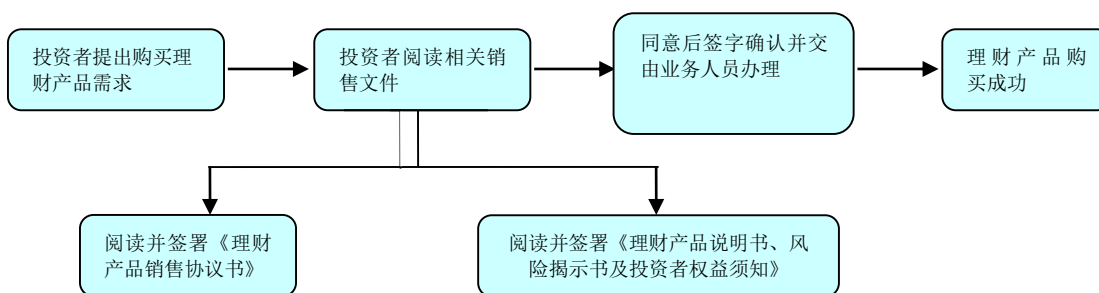 投资者提出购买理
财产品需求
投资者阅读相关销
售文件
同意后签字确认并交
由业务人员办理
理财产品购
买成功
阅读并签署《理财
产品销售协议书》
阅读并签署《理财产品说明书、风
险揭示书及投资者权益须知》